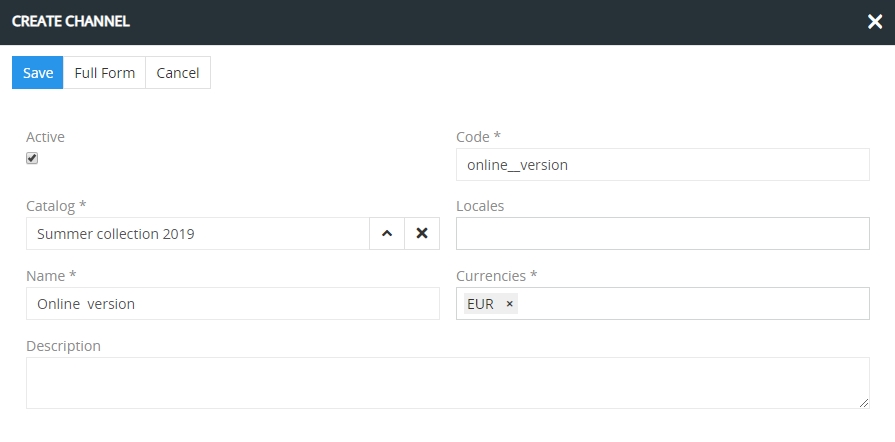 CREATE CHANNEL
Save Full Form Cancel
Active
Code *
online__version
Catalog *
Summer collection 2019
Locales
Name *
Online  version
Currencies *
EUR ×
Description